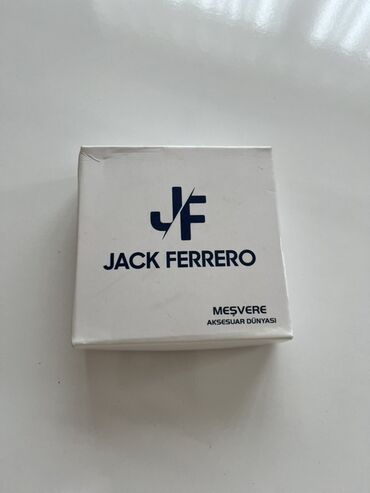 JF
JACK FERRERO
MEŞVERE
AKSESUAR DÜNYASI